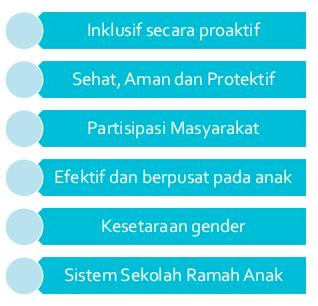 Inklusif secara proaktif
Sehat, Aman dan Protektif
Partisipasi Masyarakat
Efektif dan berpusat pada anak
Kesetaraan gender
Sistem Sekolah Ramah Anak